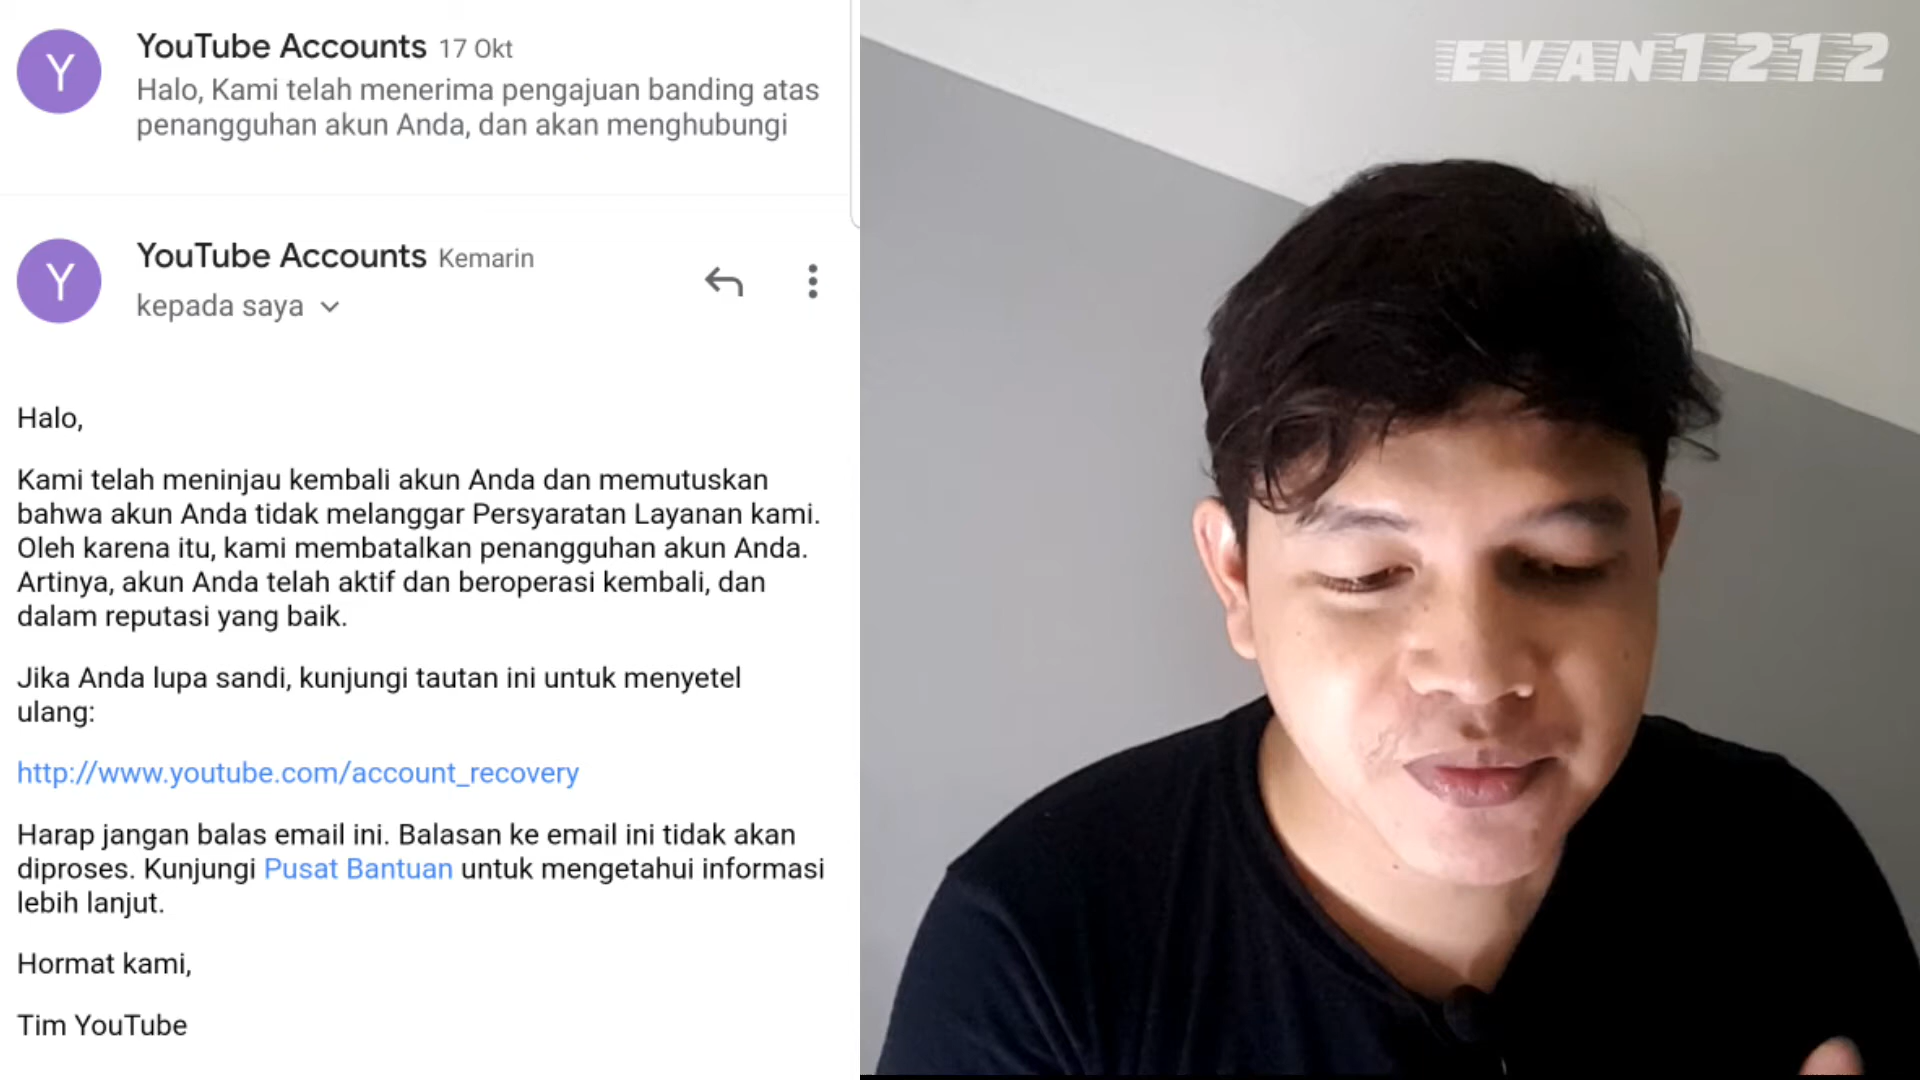 YouTube Accounts 17 Okt
Halo, Kami telah menerima pengajuan banding atas
penangguhan akun Anda, dan akan menghubungi
Y
YouTube Accounts Kemarin
Y
kepada saya
Halo,
Kami telah meninjau kembali akun Anda dan memutuskan
bahwa akun Anda tidak melanggar Persyaratan Layanan kami.
Oleh karena itu, kami membatalkan penangguhan akun Anda.
Artinya, akun Anda telah aktif dan beroperasi kembali, dan
dalam reputasi yang baik.
Jika Anda lupa sandi, kunjungi tautan ini untuk menyetel
ulang:
http://www.youtube.com/account_recovery
Harap jangan balas email ini. Balasan ke email ini tidak akan
diproses. Kunjungi Pusat Bantuan untuk mengetahui informasi
lebih lanjut.
Hormat kami,
Tim YouTube
EVAN1212